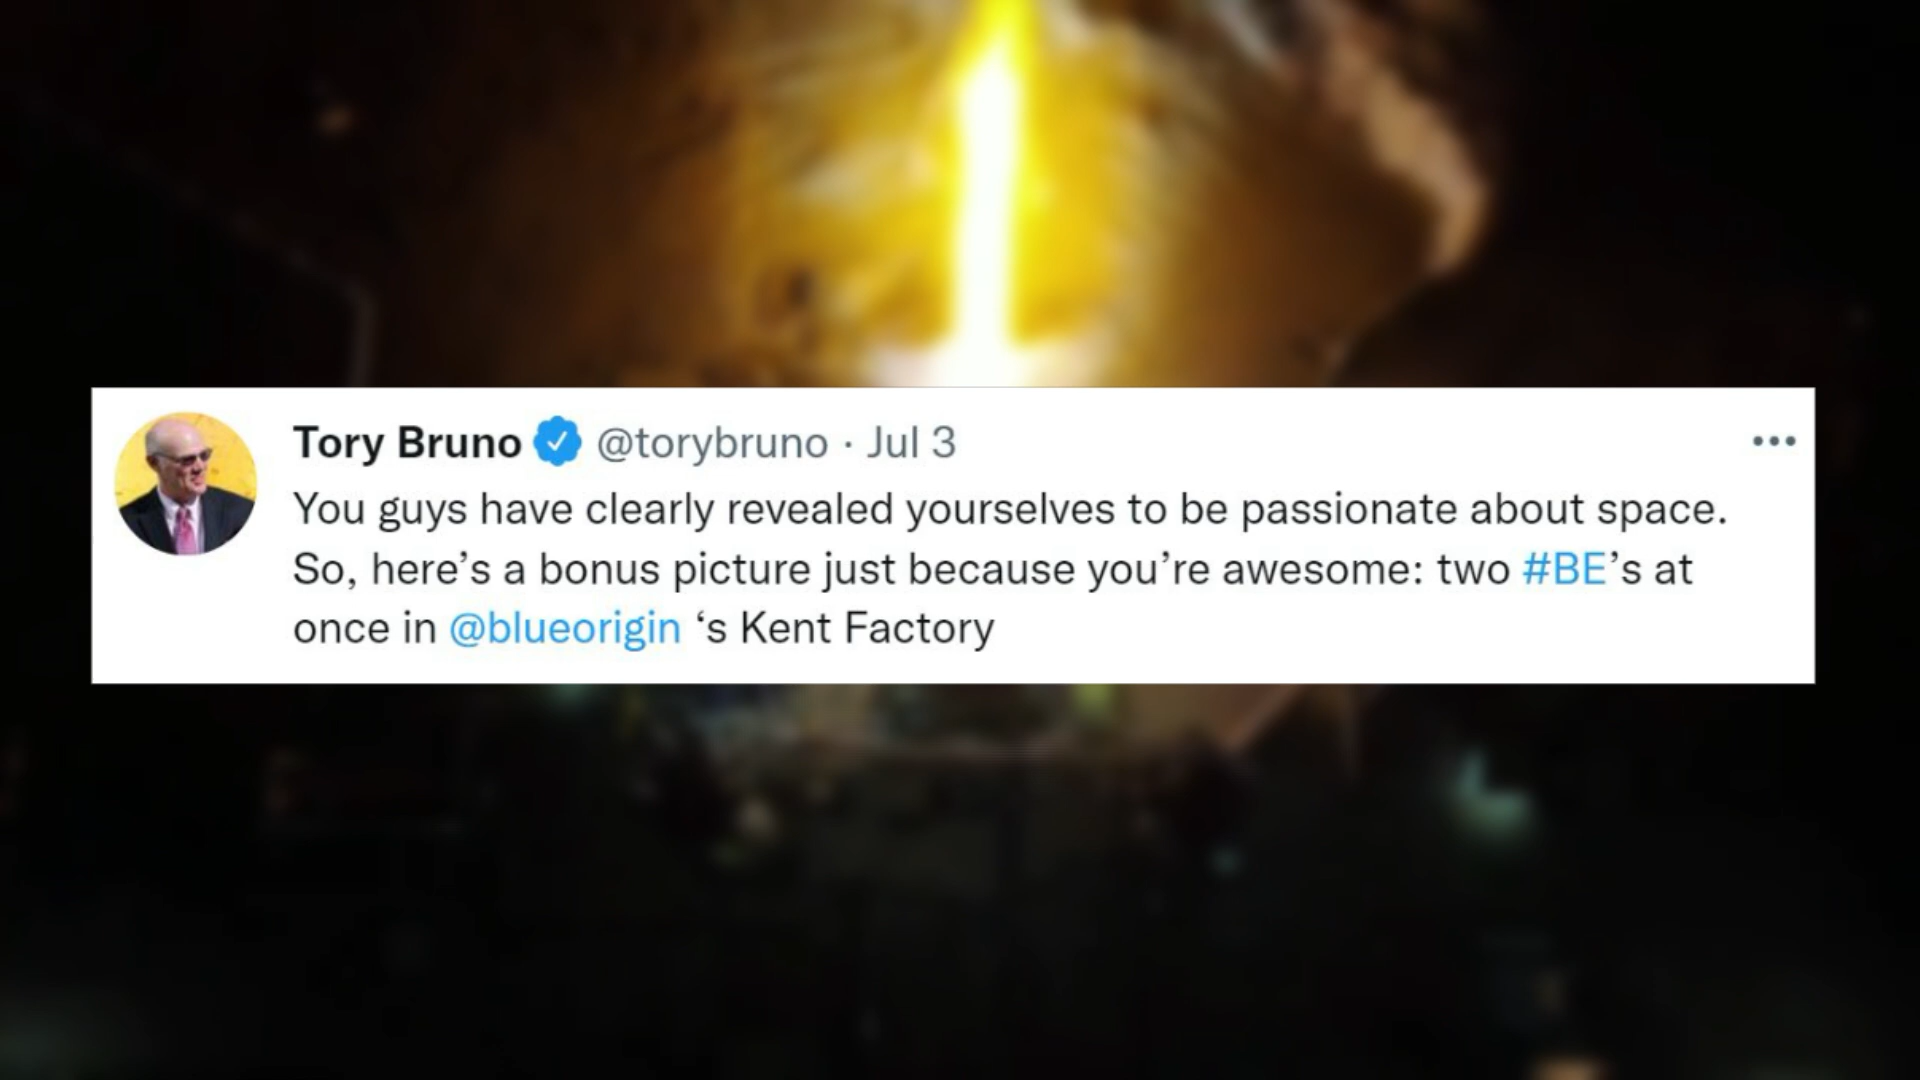 Tory Bruno @torybruno · Jul 3
You guys have clearly revealed yourselves to be passionate about space.
So, here’s a bonus picture just because you’re awesome: two #BE’s at
once in @blueorigin ‘s Kent Factory